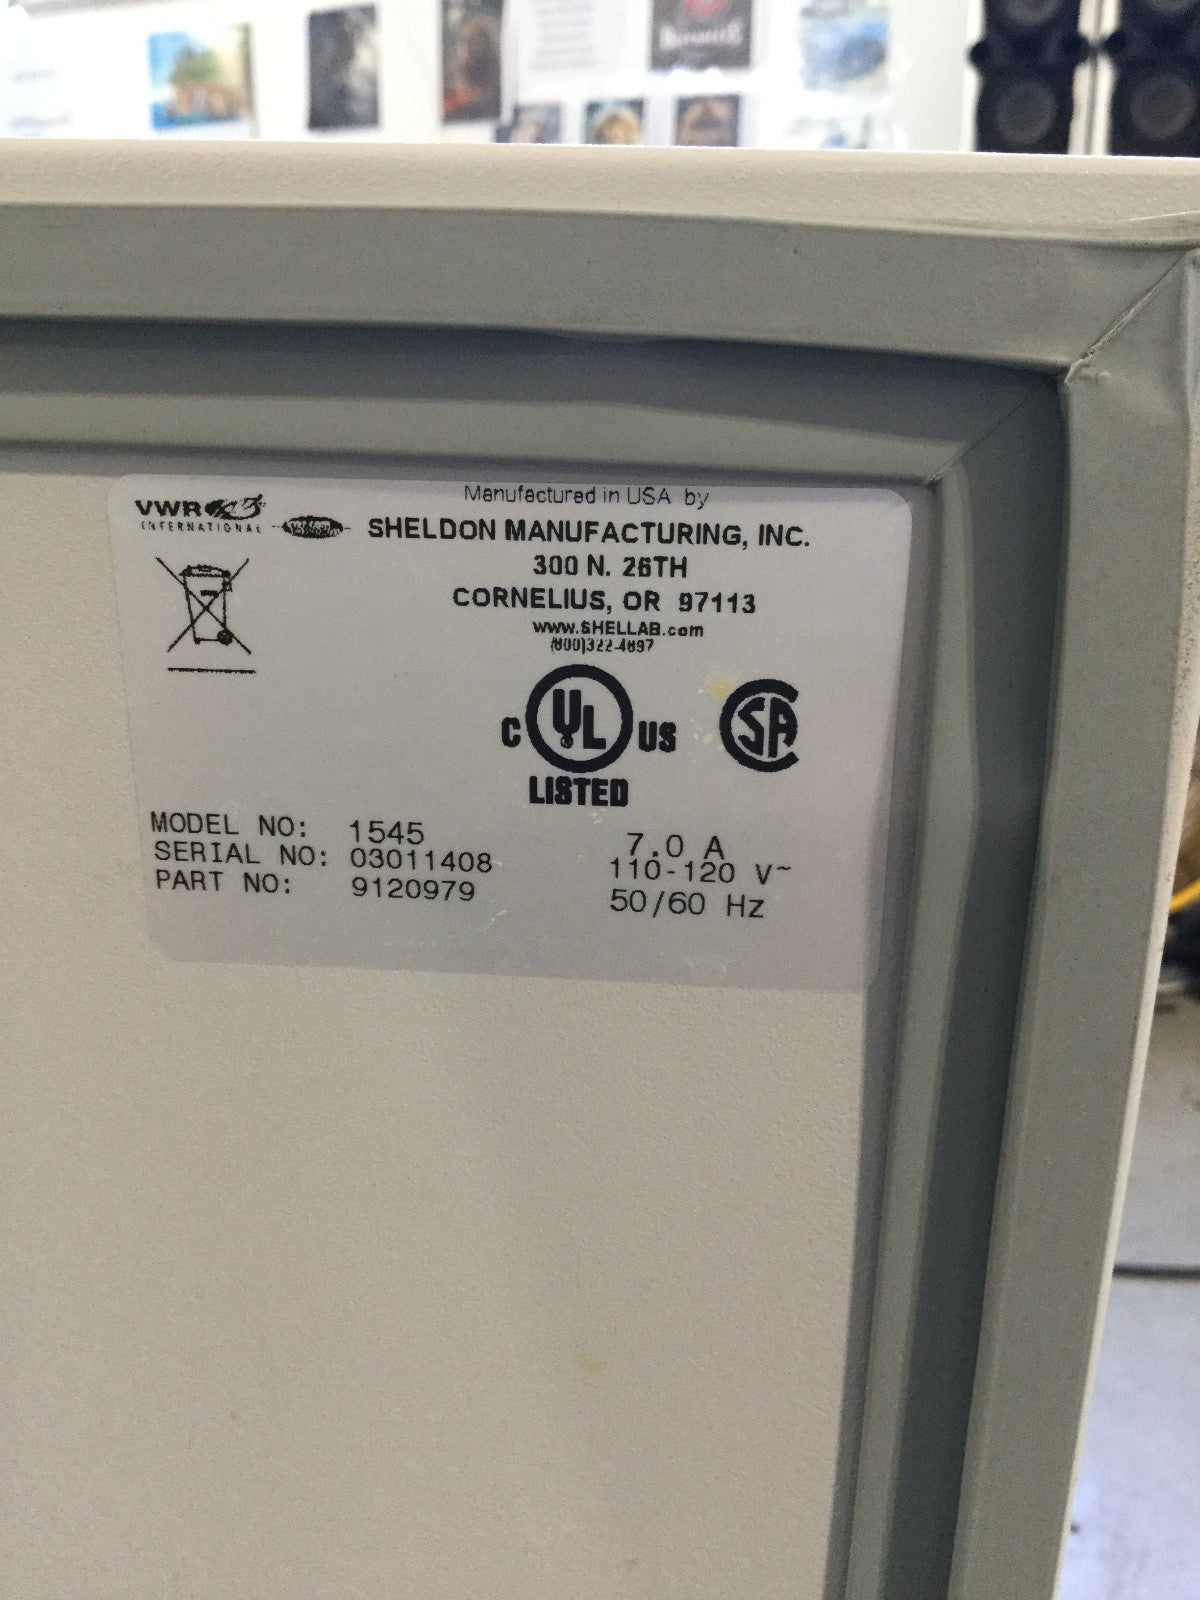 VWR
INTERNATIONAL
Manufactured in USA by
SHELDON MANUFACTURING, INC.
300 N. 26TH
CORNELIUS, OR 97113
www.SHELLAB.com
(800)322-4897
C UL US
LISTED
SA
MODEL NO: 1545
SERIAL NO: 03011408
PART NO: 9120979
7.0 A
110-120 V~
50/60 Hz